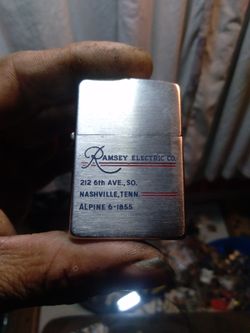 RAMSEY ELECTRIC CO.
212 6th AVE., SO.
NASHVILLE, TENN.
ALPINE 6-1855